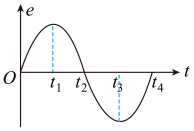 e
O t₁ t₂ t₃ t₄ t